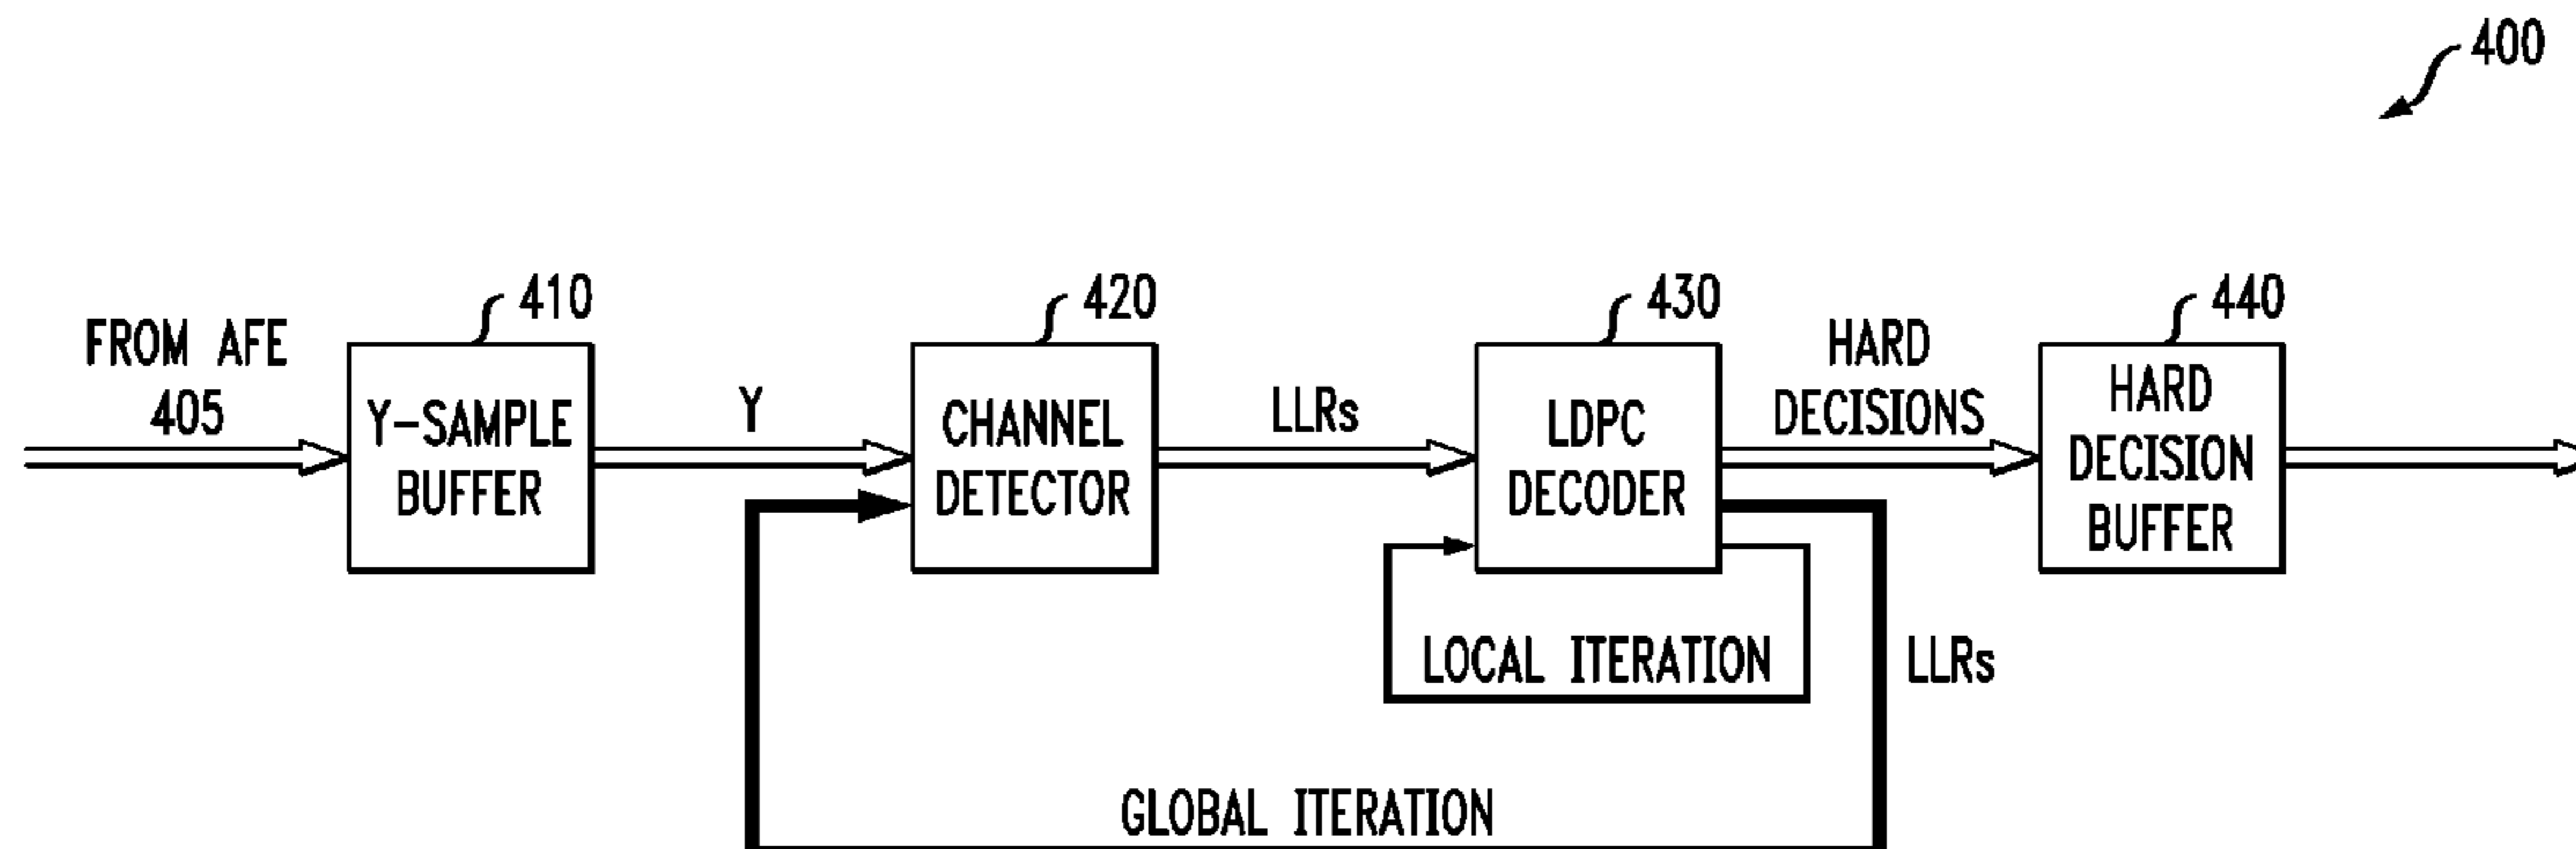 400
410
420
430
440
FROM AFE
405
Y-SAMPLE
BUFFER
Y
CHANNEL
DETECTOR
LLRs
LDPC
DECODER
HARD
DECISIONS
HARD
DECISION
BUFFER
LOCAL ITERATION
LLRs
GLOBAL ITERATION